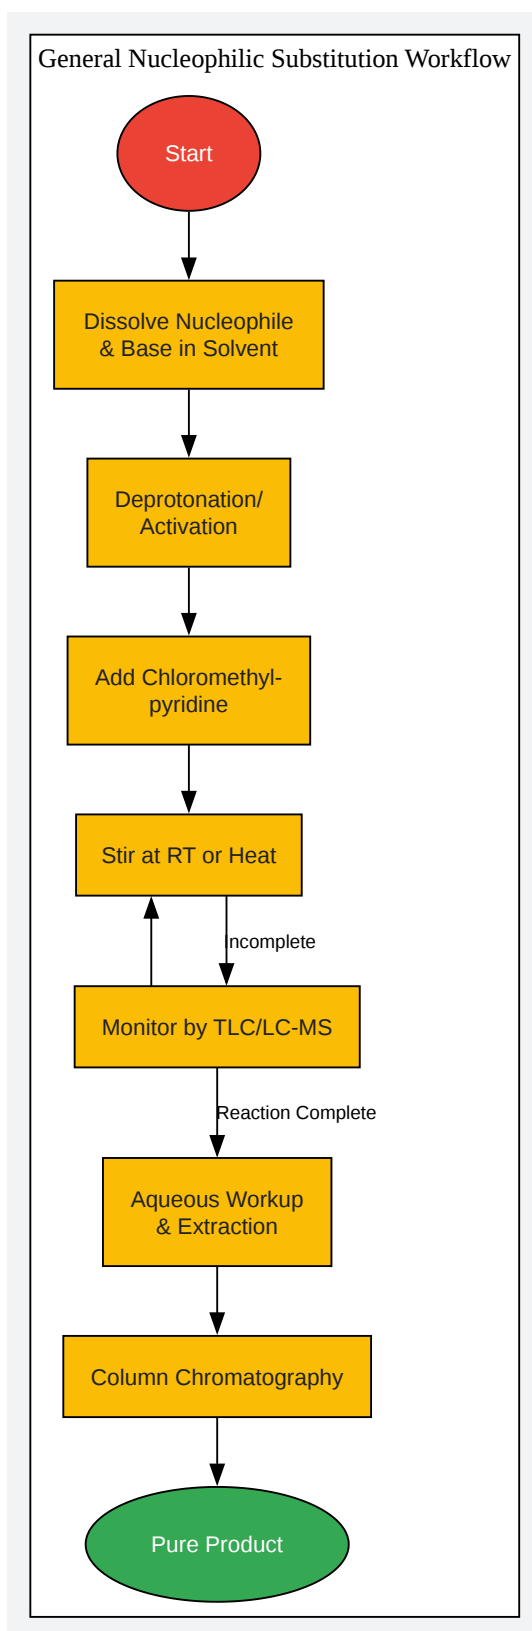 General Nucleophilic Substitution Workflow
Start
Dissolve Nucleophile
& Base in Solvent
Deprotonation/
Activation
Add Chloromethyl-
pyridine
Stir at RT or Heat
Incomplete
Monitor by TLC/LC-MS
Reaction Complete
Aqueous Workup
& Extraction
Column Chromatography
Pure Product